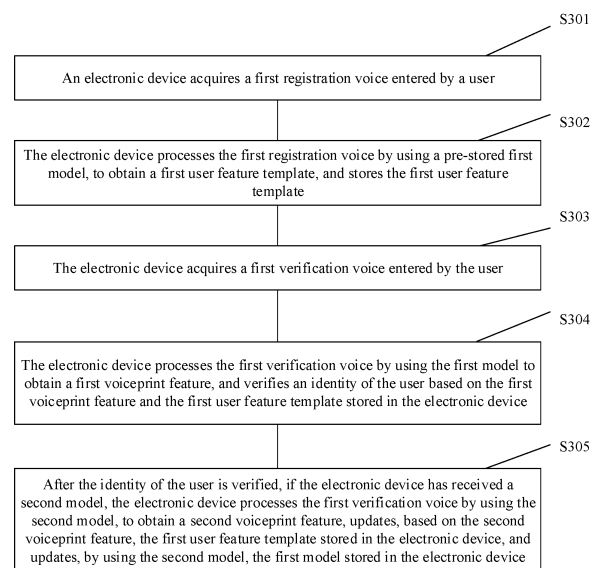 S301
An electronic device acquires a first registration voice entered by a user
S302
The electronic device processes the first registration voice by using a pre-stored first
model, to obtain a first user feature template, and stores the first user feature
template
S303
The electronic device acquires a first verification voice entered by the user
S304
The electronic device processes the first verification voice by using the first model to
obtain a first voiceprint feature, and verifies an identity of the user based on the first
voiceprint feature and the first user feature template stored in the electronic device
S305
After the identity of the user is verified, if the electronic device has received a
second model, the electronic device processes the first verification voice by using the
second model, to obtain a second voiceprint feature, updates, based on the second
voiceprint feature, the first user feature template stored in the electronic device, and
updates, by using the second model, the first model stored in the electronic device